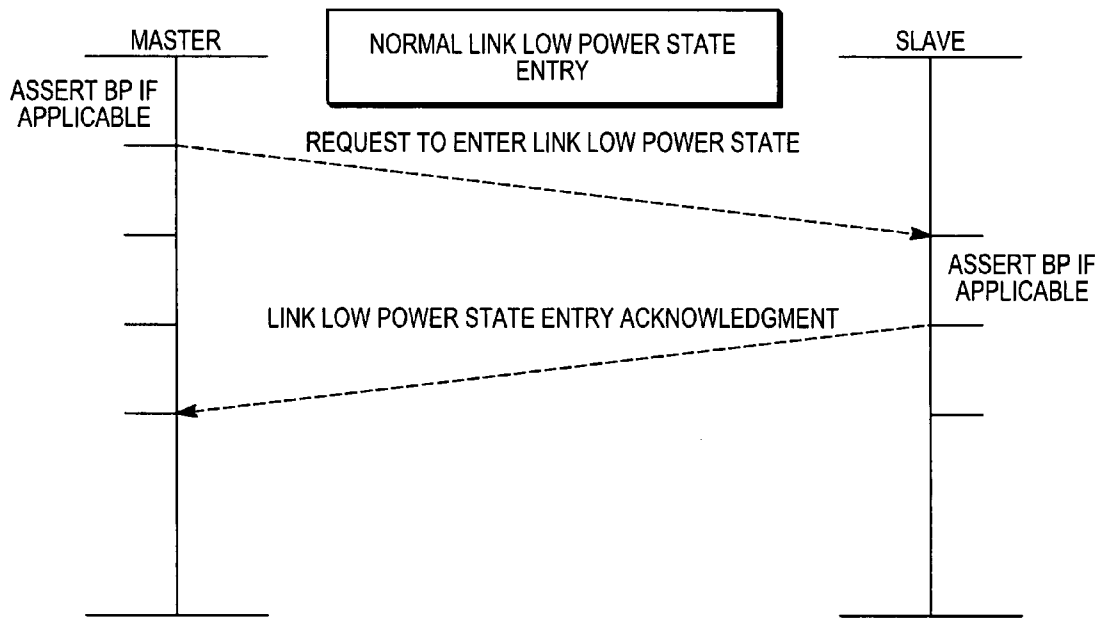 MASTER
NORMAL LINK LOW POWER STATE
ENTRY
SLAVE
ASSERT BP IF
APPLICABLE
REQUEST TO ENTER LINK LOW POWER STATE
ASSERT BP IF
APPLICABLE
LINK LOW POWER STATE ENTRY ACKNOWLEDGMENT